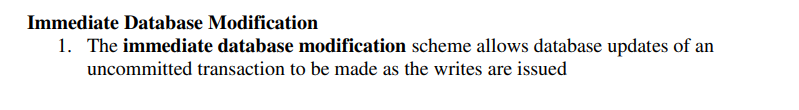 Immediate Database Modification
1. The immediate database modification scheme allows database updates of an
uncommitted transaction to be made as the writes are issued